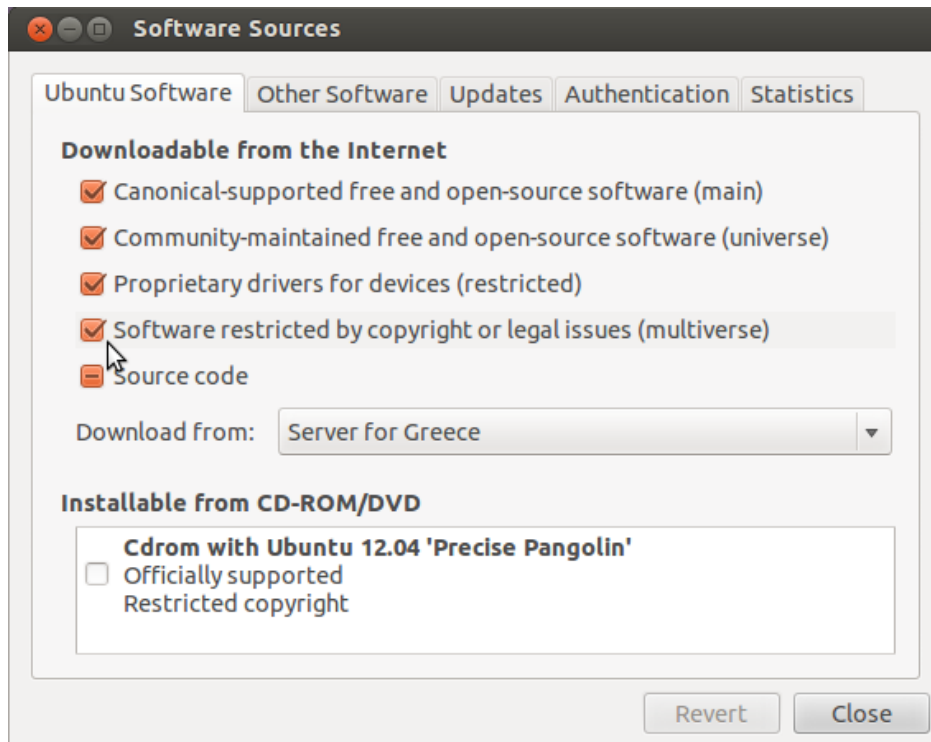 Software Sources
Ubuntu Software Other Software Updates Authentication Statistics
Downloadable from the Internet
Canonical-supported free and open-source software (main)
Community-maintained free and open-source software (universe)
Proprietary drivers for devices (restricted)
Software restricted by copyright or legal issues (multiverse)
Source code
Download from: Server for Greece
Installable from CD-ROM/DVD
Cdrom with Ubuntu 12.04 'Precise Pangolin'
Officially supported
Restricted copyright
Revert Close